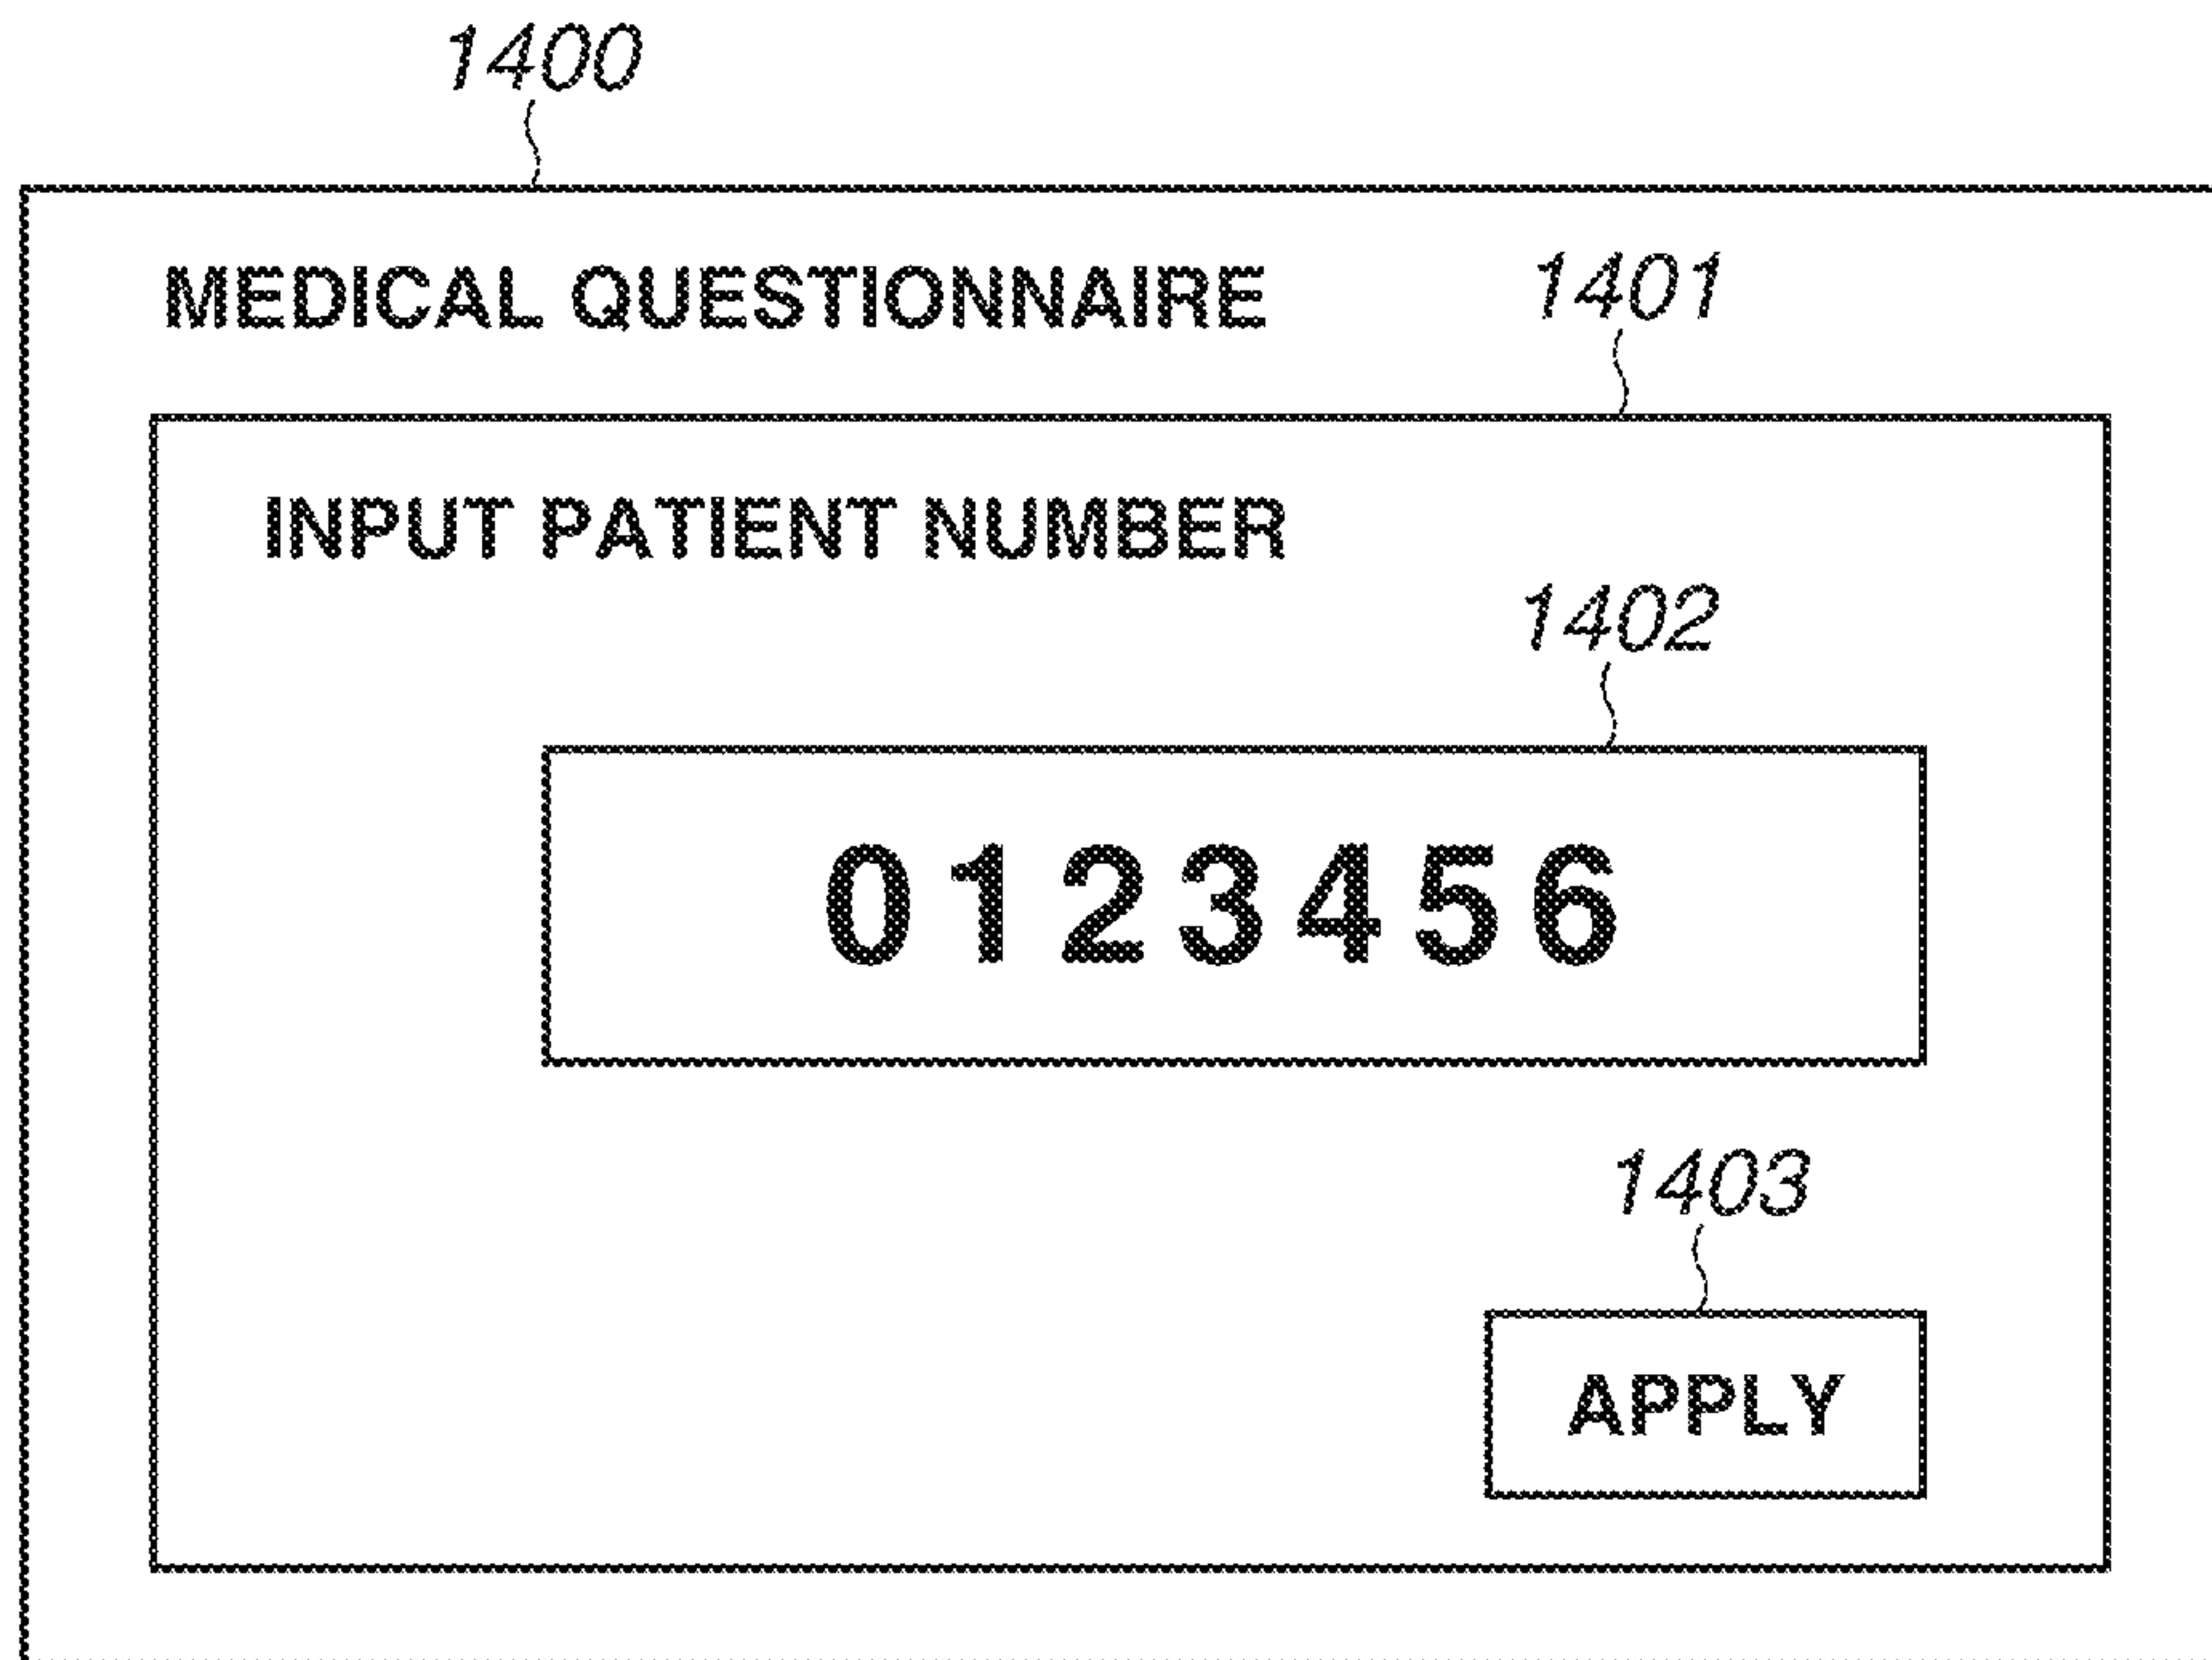 1400
MEDICAL QUESTIONNAIRE
1401
INPUT PATIENT NUMBER
1402
0123456
1403
APPLY